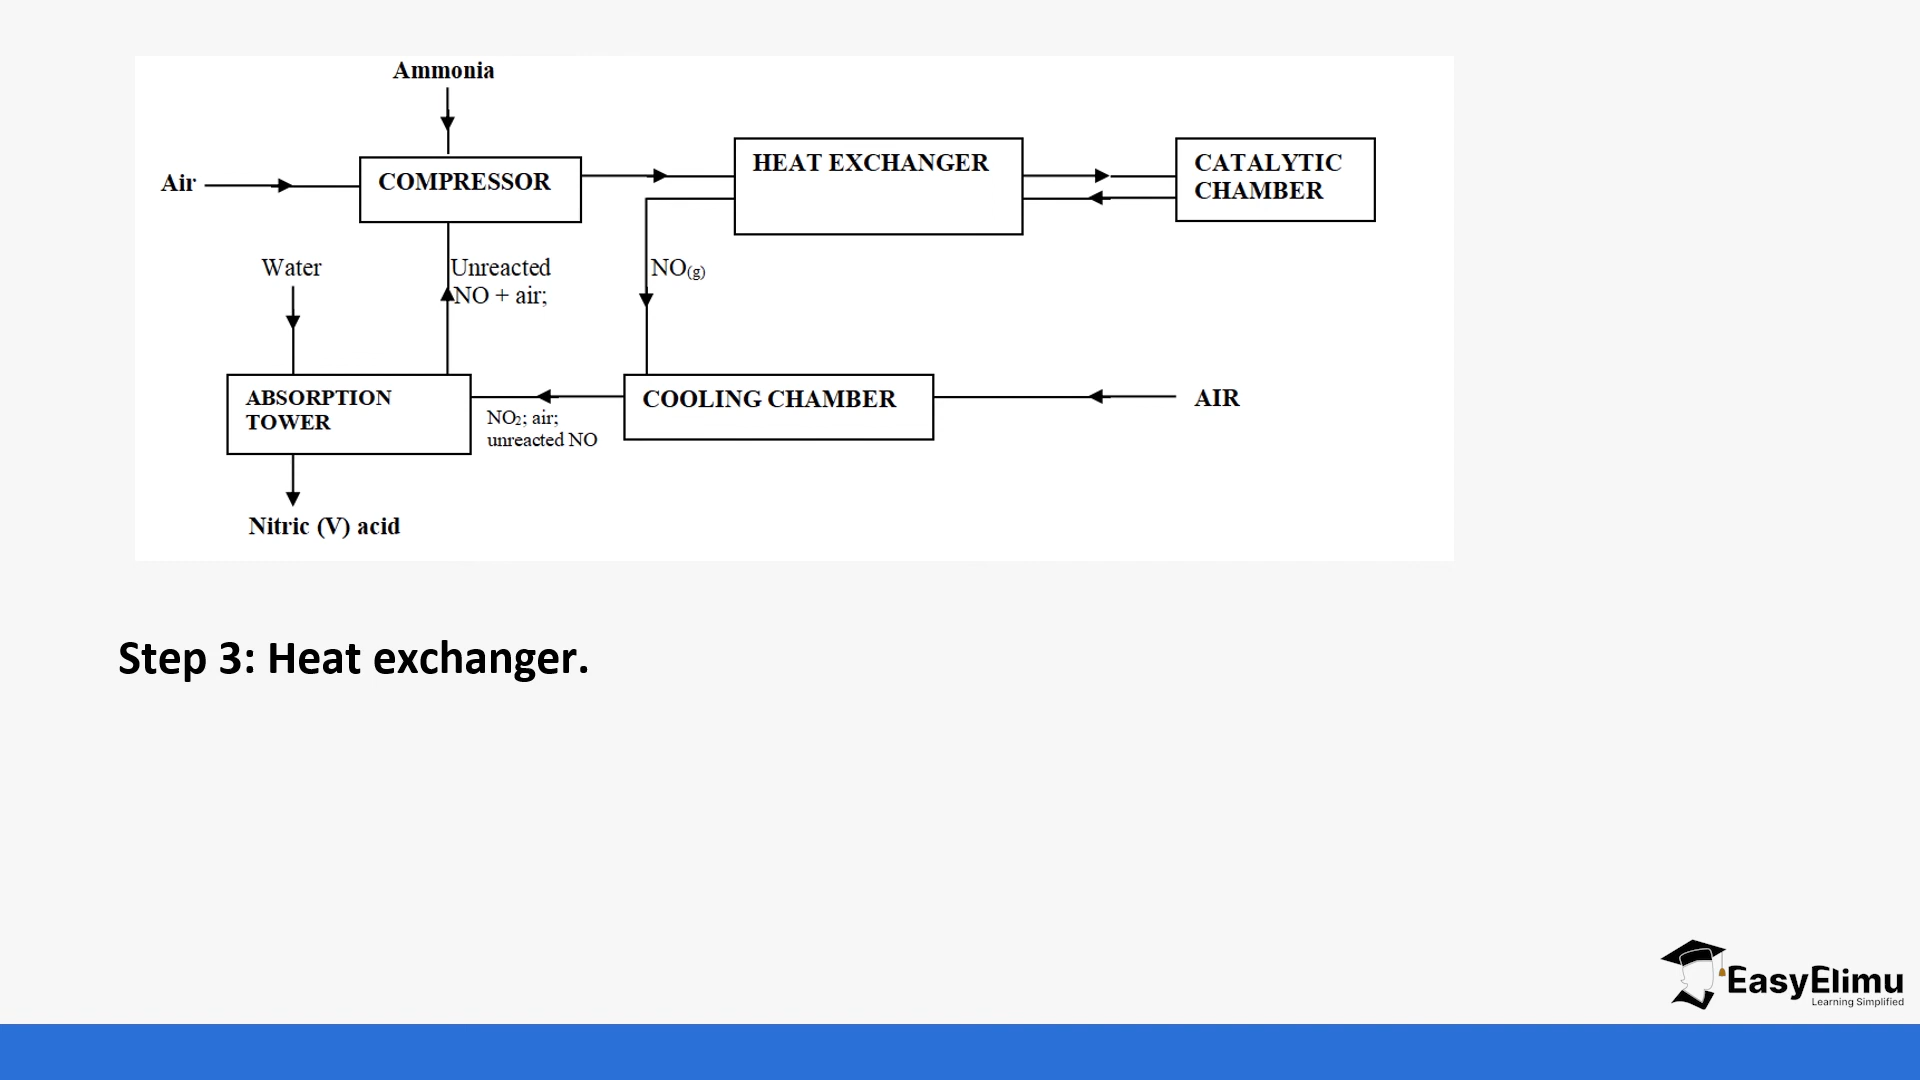 Ammonia
Air
COMPRESSOR
HEAT EXCHANGER
CATALYTIC
CHAMBER
Water
Unreacted
NO + air;
NO(g)
ABSORPTION
TOWER
NO₂; air;
unreacted NO
COOLING CHAMBER
AIR
Nitric (V) acid
Step 3: Heat exchanger.
EasyElimu
Learning Simplified